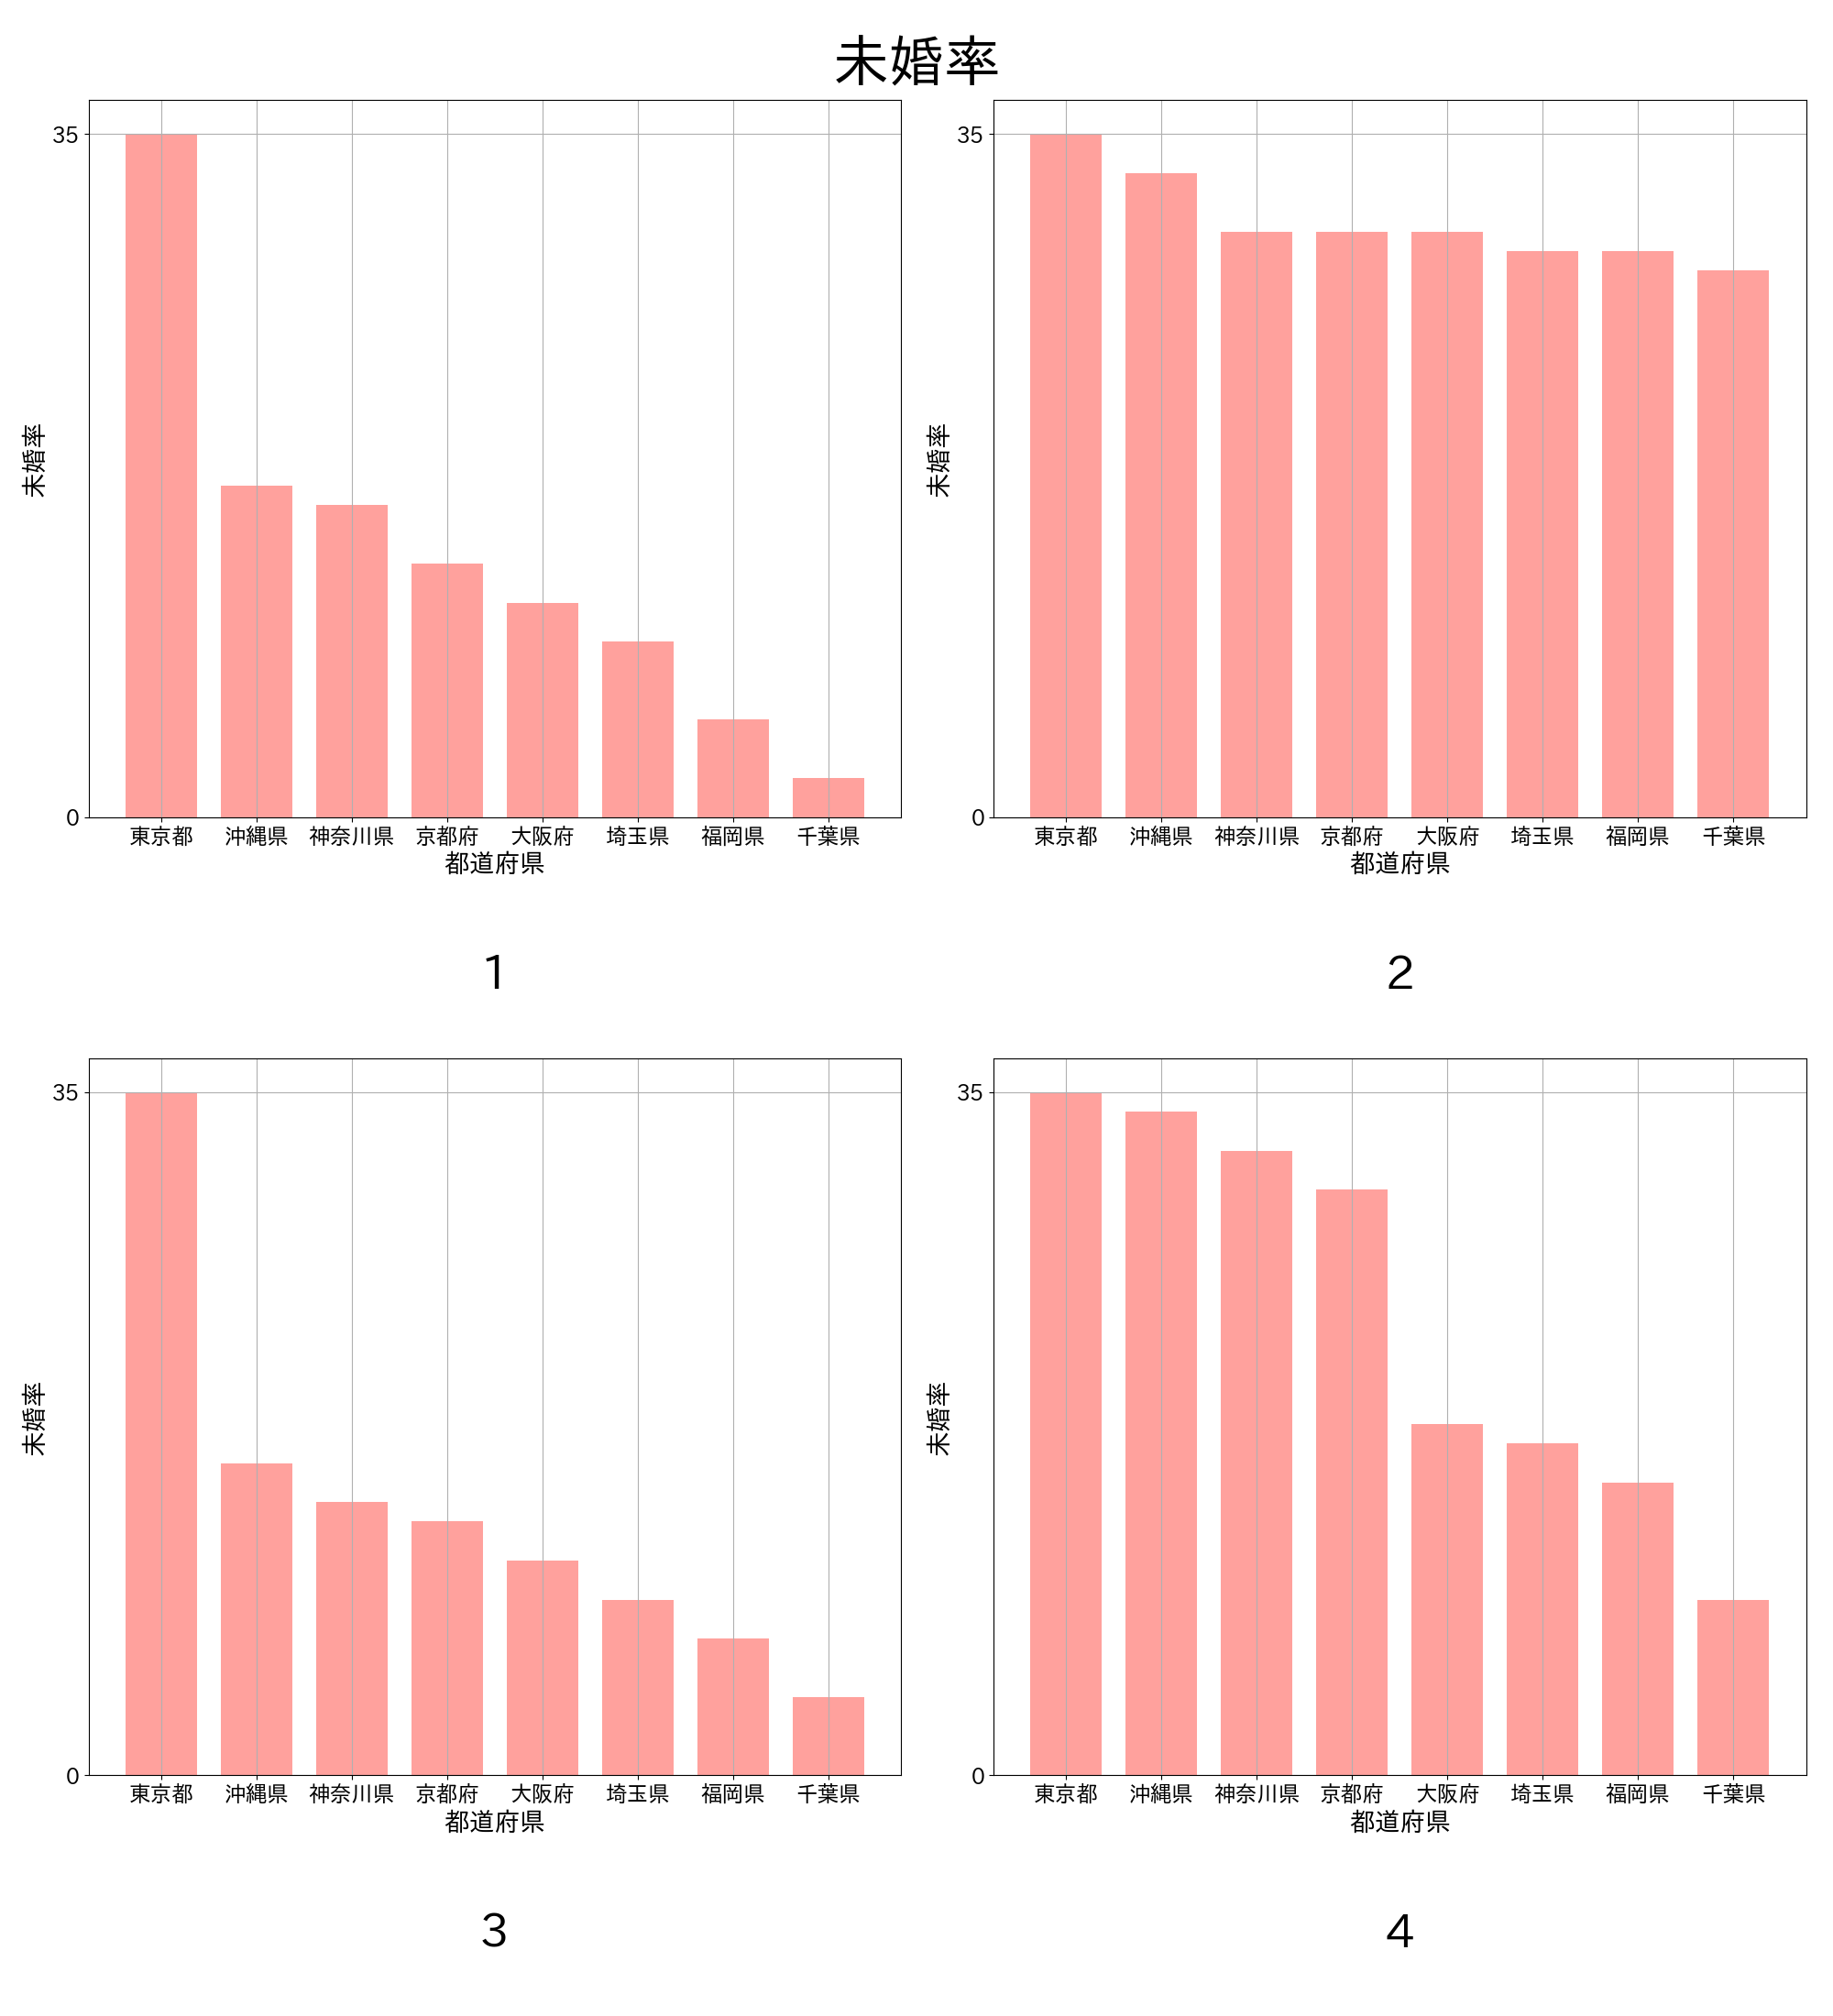 未婚率
35
未婚率
0
東京都 沖縄県 神奈川県 京都府 大阪府 埼玉県 福岡県 千葉県
都道府県
1
35
未婚率
0
東京都 沖縄県 神奈川県 京都府 大阪府 埼玉県 福岡県 千葉県
都道府県
2
35
未婚率
0
東京都 沖縄県 神奈川県 京都府 大阪府 埼玉県 福岡県 千葉県
都道府県
3
35
未婚率
0
東京都 沖縄県 神奈川県 京都府 大阪府 埼玉県 福岡県 千葉県
都道府県
4